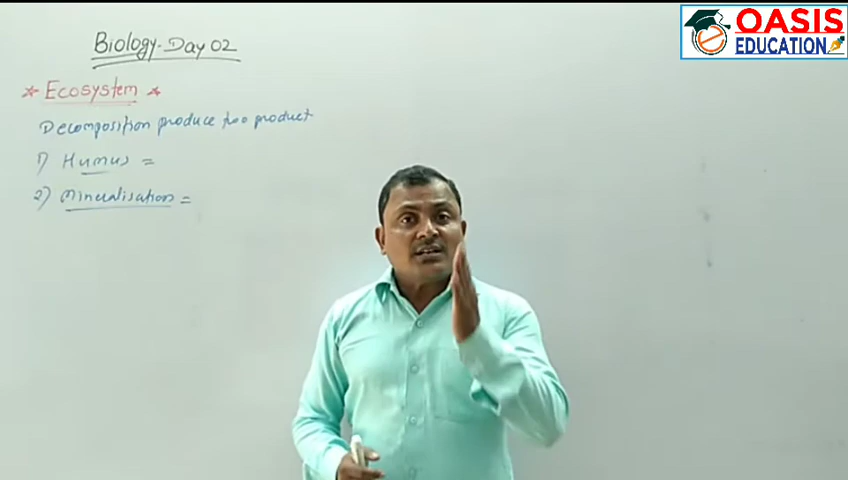 OASIS
EDUCATION
Biology-Day 02
* Ecosystem *
Decomposition produce two product
1) Humus =
2) Mineralisation =